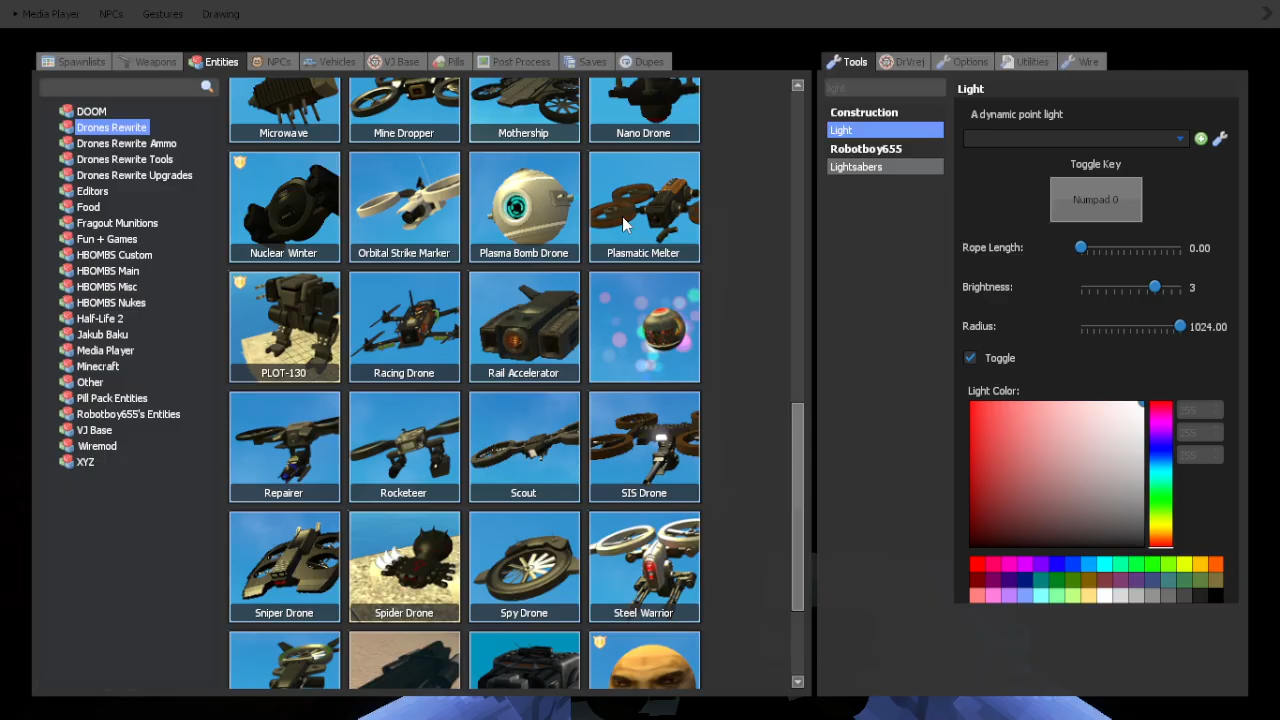 Media Player NPCs Gestures Drawing
Spawnlists Weapons Entities NPCs Vehicles VJ Base Pills Post Process Saves Dupes
DOOM
Drones Rewrite
Drones Rewrite Ammo
Drones Rewrite Tools
Drones Rewrite Upgrades
Editors
Food
Fragout Munitions
Fun + Games
HBOMBS Custom
HBOMBS Main
HBOMBS Misc
HBOMBS Nukes
Half-Life 2
Jakub Baku
Media Player
Minecraft
Other
Pill Pack Entities
Robotboy655's Entities
VJ Base
Wiremod
XYZ
Microwave Mine Dropper Mothership Nano Drone
Nuclear Winter Orbital Strike Marker Plasma Bomb Drone Plasmatic Melter
PLOT-130 Racing Drone Rail Accelerator
Repairer Rocketeer Scout SIS Drone
Sniper Drone Spider Drone Spy Drone Steel Warrior
Tools DrVrej Options Utilities Wire
light
Construction
Light
Robotboy655
Lightsabers
Light
A dynamic point light
Toggle Key
Numpad 0
Rope Length: 0.00
Brightness: 3
Radius: 1024.00
Toggle
Light Color:
255
255
255